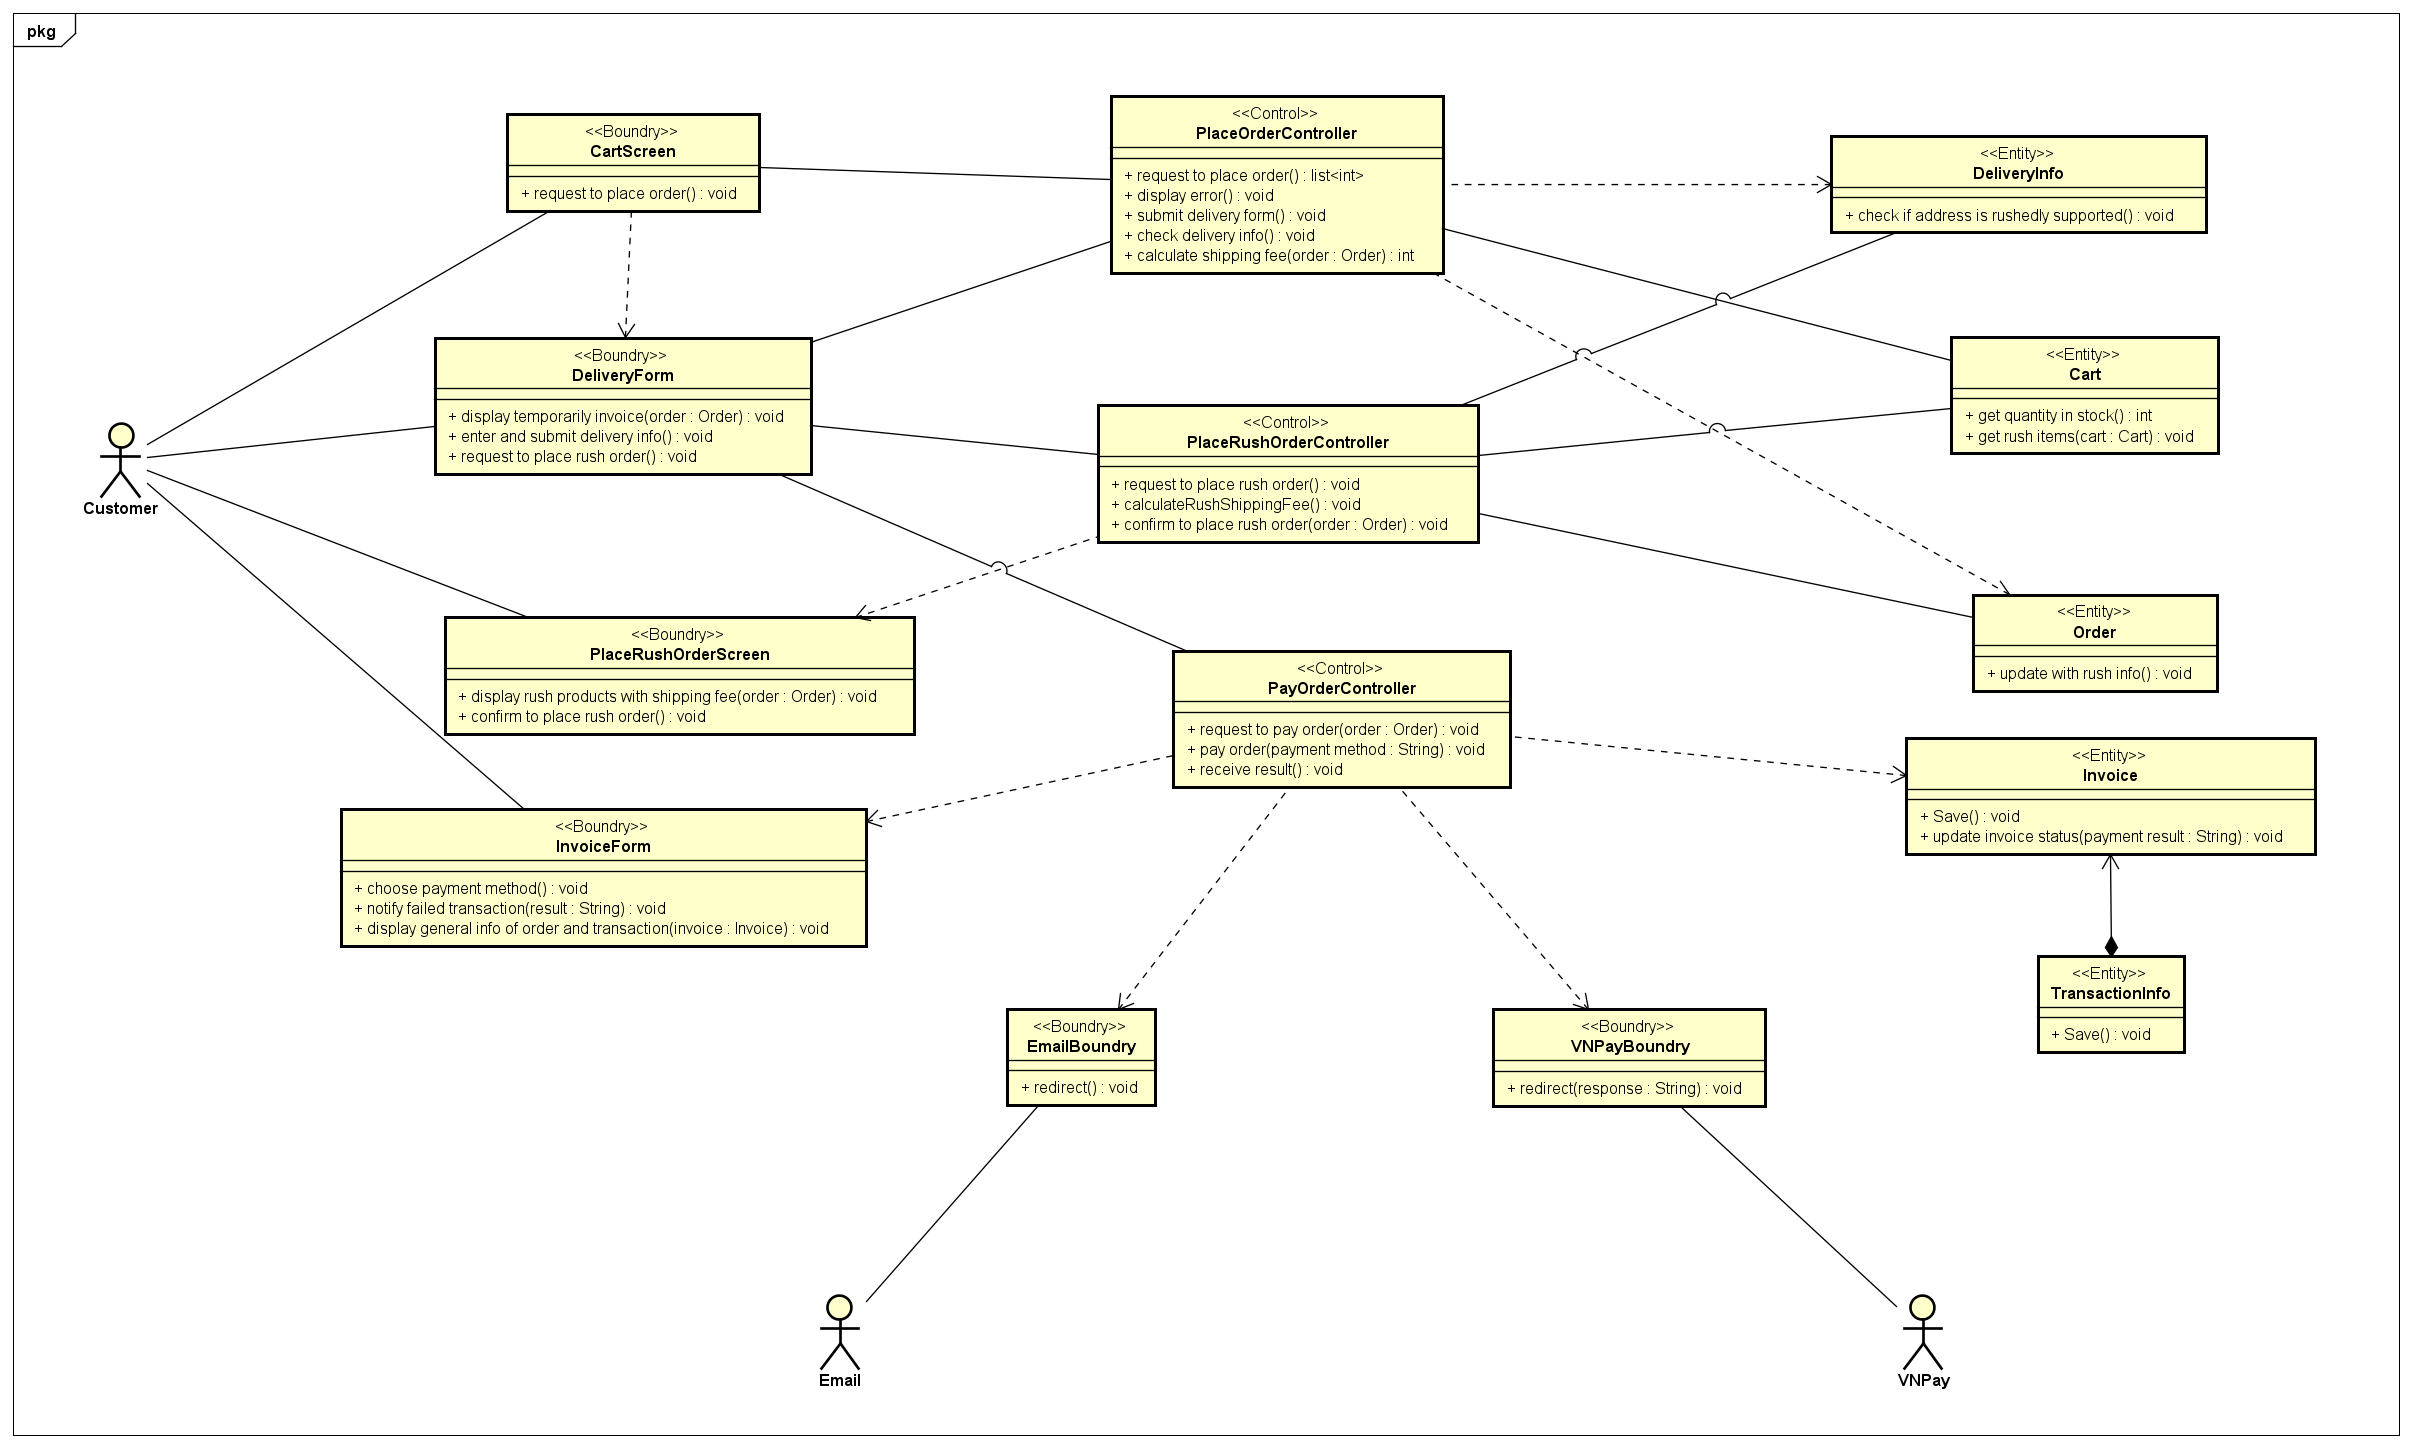 pkg
<<Boundry>>
CartScreen
+ request to place order() : void
<<Control>>
PlaceOrderController
+ request to place order() : list<int>
+ display error() : void
+ submit delivery form() : void
+ check delivery info() : void
+ calculate shipping fee(order : Order) : int
<<Entity>>
DeliveryInfo
+ check if address is rushedly supported() : void
<<Boundry>>
DeliveryForm
+ display temporarily invoice(order : Order) : void
+ enter and submit delivery info() : void
+ request to place rush order() : void
<<Entity>>
Cart
+ get quantity in stock() : int
+ get rush items(cart : Cart) : void
<<Control>>
PlaceRushOrderController
+ request to place rush order() : void
+ calculateRushShippingFee() : void
+ confirm to place rush order(order : Order) : void
Customer
<<Boundry>>
PlaceRushOrderScreen
+ display rush products with shipping fee(order : Order) : void
+ confirm to place rush order() : void
<<Entity>>
Order
+ update with rush info() : void
<<Control>>
PayOrderController
+ request to pay order(order : Order) : void
+ pay order(payment method : String) : void
+ receive result() : void
<<Entity>>
Invoice
+ Save() : void
+ update invoice status(payment result : String) : void
<<Boundry>>
InvoiceForm
+ choose payment method() : void
+ notify failed transaction(result : String) : void
+ display general info of order and transaction(invoice : Invoice) : void
<<Entity>>
TransactionInfo
+ Save() : void
<<Boundry>>
EmailBoundry
+ redirect() : void
<<Boundry>>
VNPayBoundry
+ redirect(response : String) : void
Email
VNPay